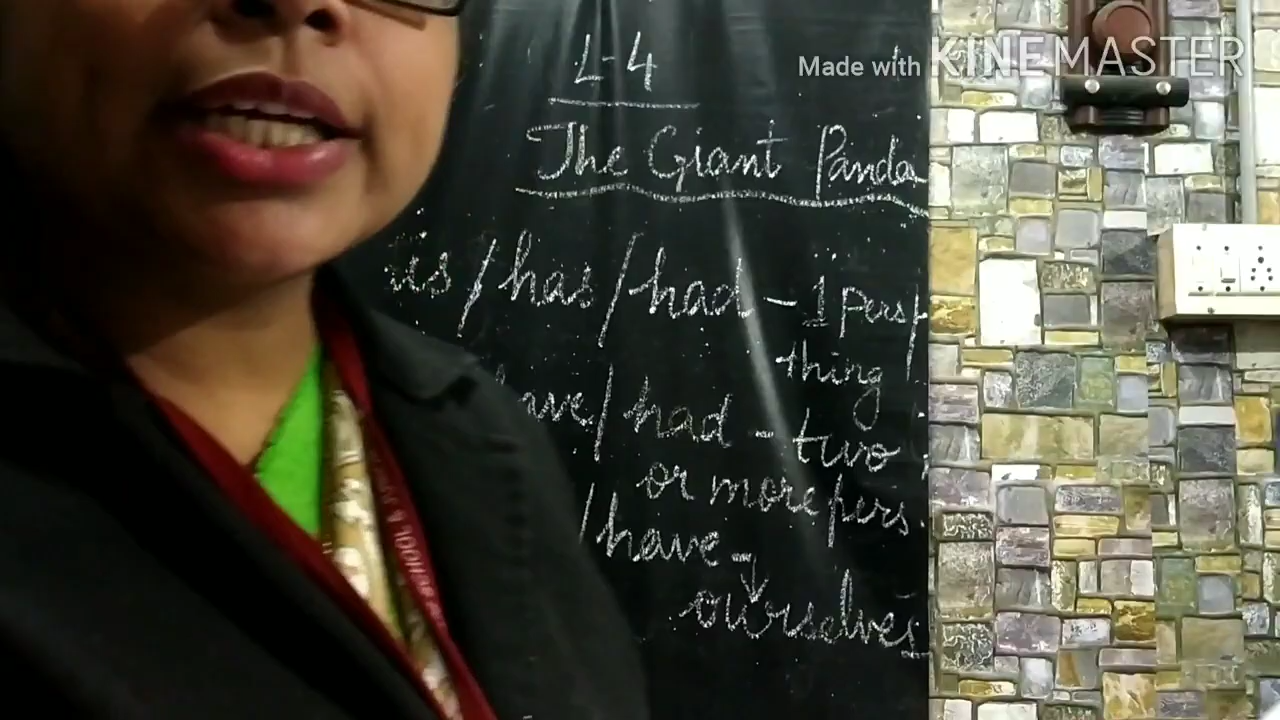 L-4
Made with KINEMASTER
The Giant Panda
is/has/had - 1 pers/
thing
ave/had - two
or more pers.
/have -
ourselves